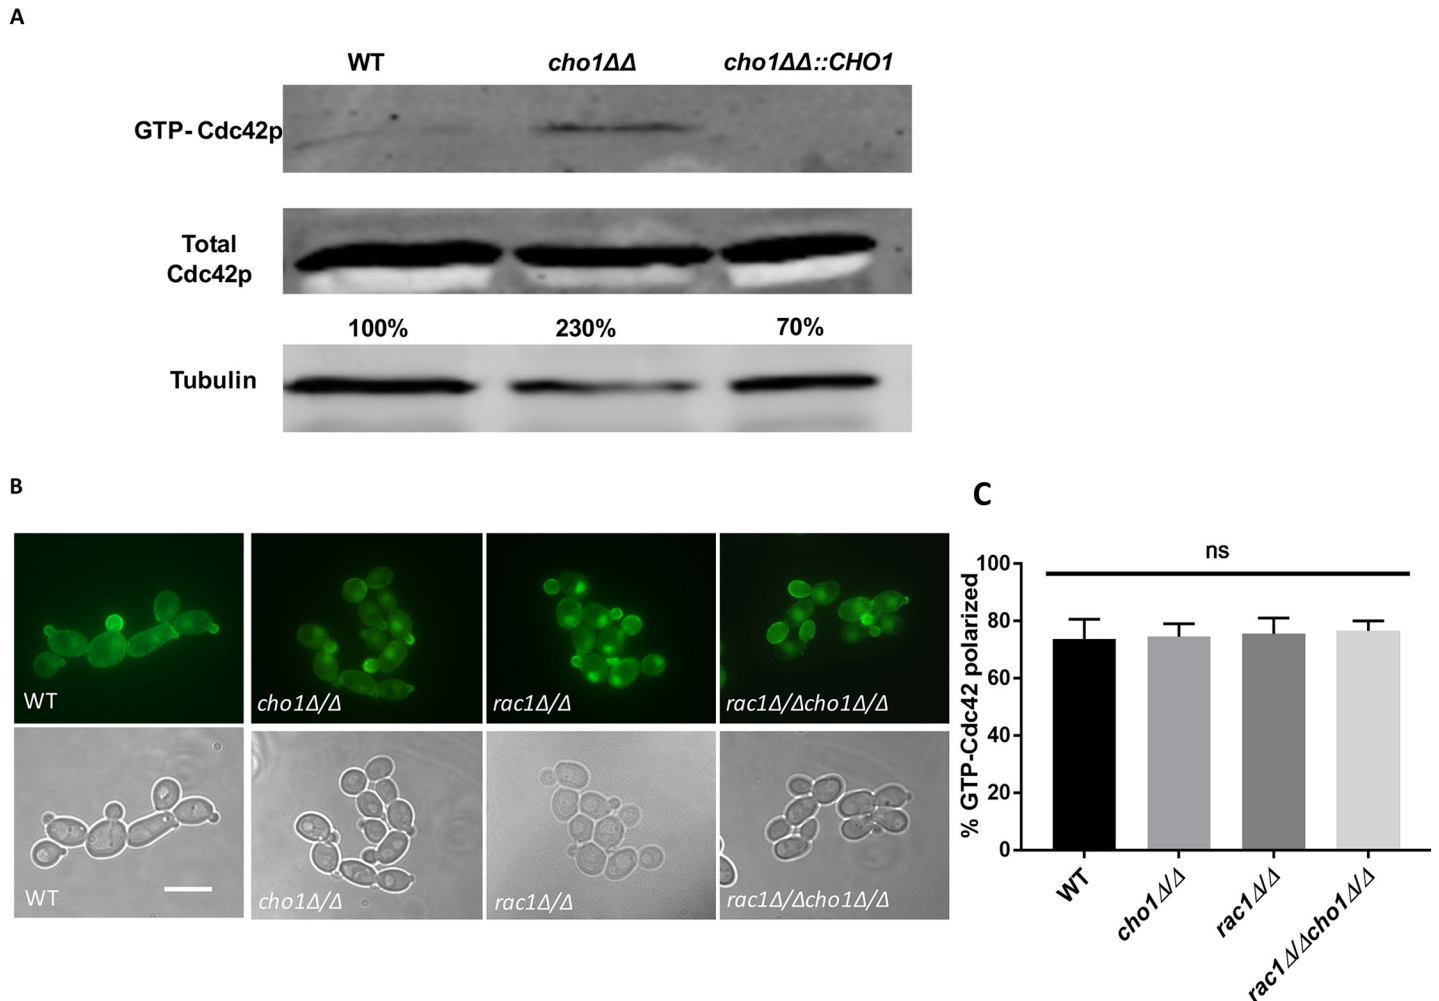 A
WT cho1ΔΔ cho1ΔΔ::CHO1
GTP- Cdc42p
Total
Cdc42p
100% 230% 70%
Tubulin
B
WT cho1Δ/Δ rac1Δ/Δ rac1Δ/Δcho1Δ/Δ
WT cho1Δ/Δ rac1Δ/Δ rac1Δ/Δcho1Δ/Δ
C
ns
% GTP-Cdc42 polarized
100
80
60
40
20
0
WT
cho1Δ/Δ
rac1Δ/Δ
rac1Δ/Δcho1Δ/Δ